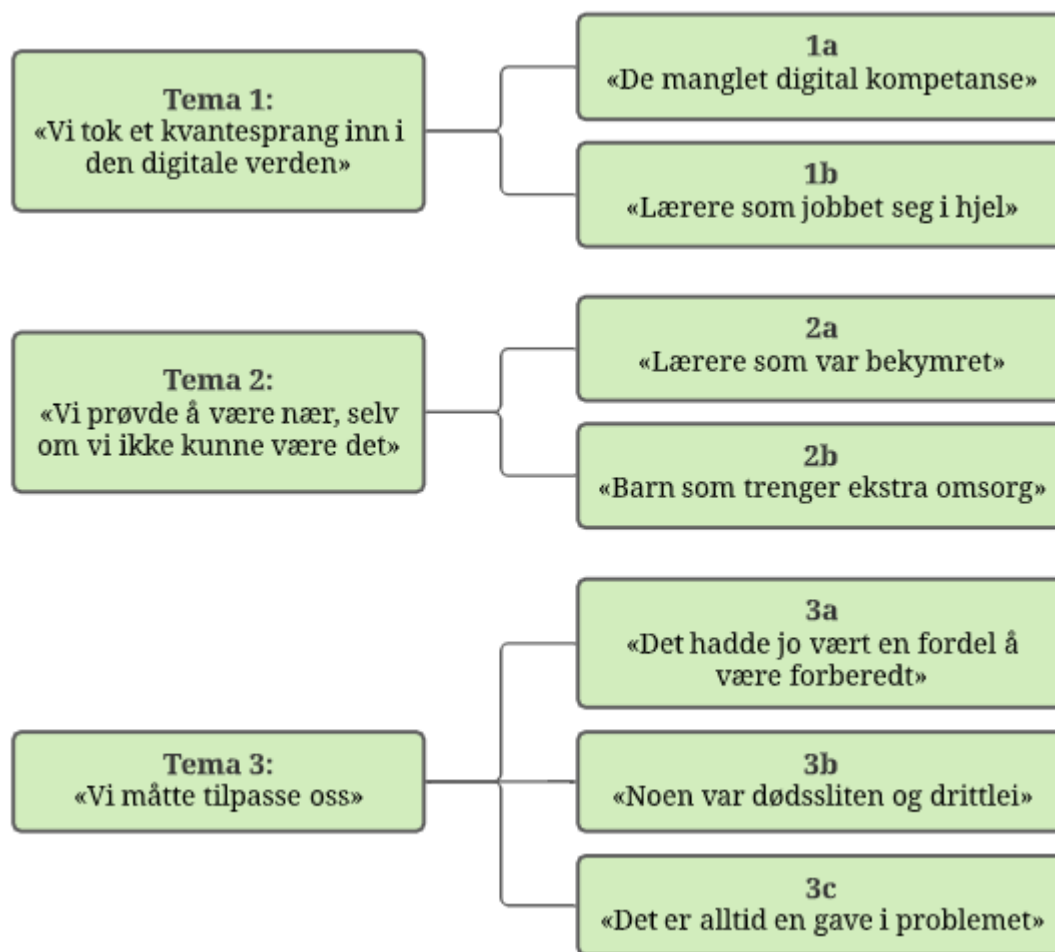 Tema 1:
«Vi tok et kvantesprang inn i
den digitale verden»
1a
«De manglet digital kompetanse»
1b
«Lærere som jobbet seg i hjel»
Tema 2:
«Vi prøvde å være nær, selv
om vi ikke kunne være det»
2a
«Lærere som var bekymret»
2b
«Barn som trenger ekstra omsorg»
Tema 3:
«Vi måtte tilpasse oss»
3a
«Det hadde jo vært en fordel å
være forberedt»
3b
«Noen var dødssliten og drittlei»
3c
«Det er alltid en gave i problemet»